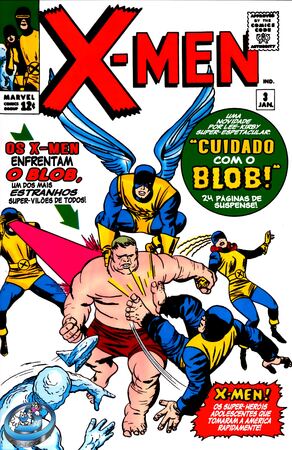 MARVEL
COMICS
GROUP 12¢
X-MEN
APPROVED
BY THE
COMICS
CODE
AUTHORITY
IND.
3
JAN.
OS X-MEN
ENFRENTAM
O BLOB,
UM DOS MAIS
ESTRANHOS
SUPER-VILÕES DE TODOS!
UMA
NOVIDADE
POR LEE-KIRBY
SUPER-ESPETACULAR:
"CUIDADO
COM O
BLOB!"
24 PÁGINAS DE
SUSPENSE!
X-MEN!
OS SUPER-HERÓIS
ADOLESCENTES QUE
TOMARAM A AMERICA
RAPIDAMENTE!